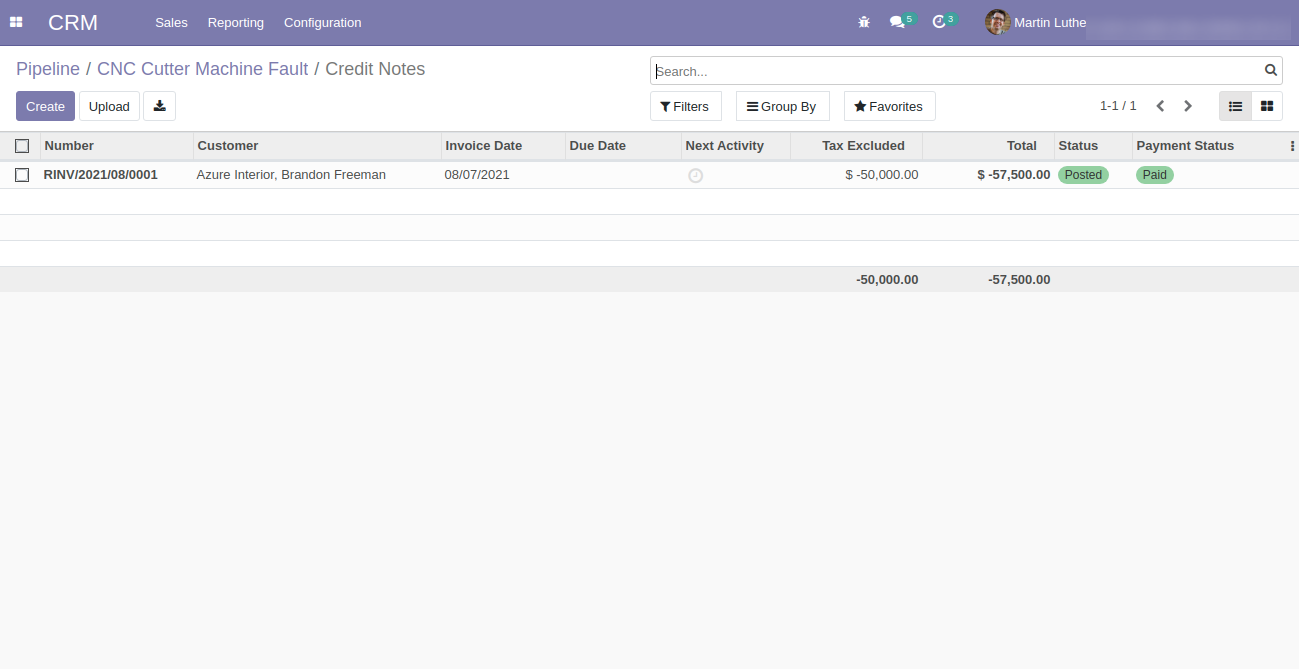 CRM Sales Reporting Configuration 5 3 Martin Luthe
Pipeline / CNC Cutter Machine Fault / Credit Notes
Search...
Create Upload Filters Group By Favorites 1-1 / 1
Number Customer Invoice Date Due Date Next Activity Tax Excluded Total Status Payment Status
RINV/2021/08/0001 Azure Interior, Brandon Freeman 08/07/2021 $ -50,000.00 $ -57,500.00 Posted Paid
-50,000.00 -57,500.00